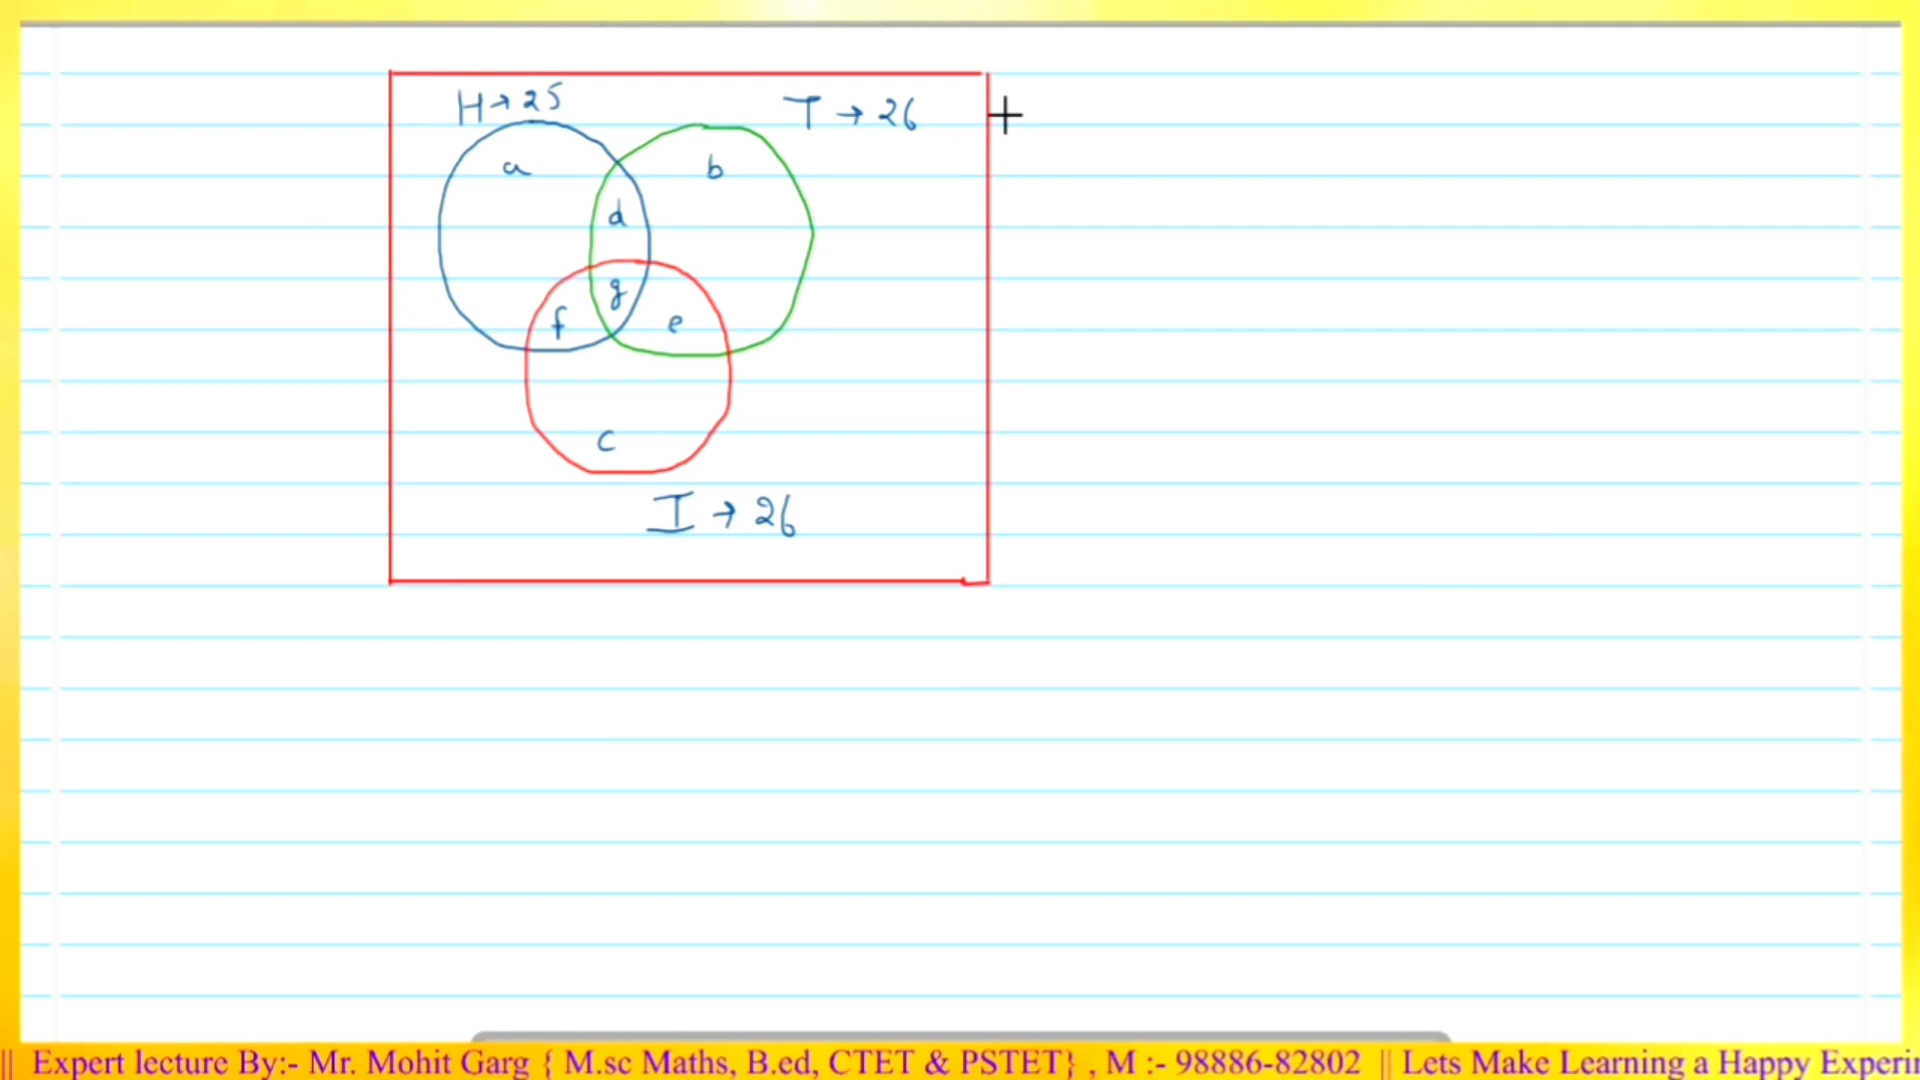 H→25
T→26
a
b
d
g
f
e
c
I→26
|| Expert lecture By:- Mr. Mohit Garg { M.sc Maths, B.ed, CTET & PSTET} , M :- 98886-82802 || Lets Make Learning a Happy Experi